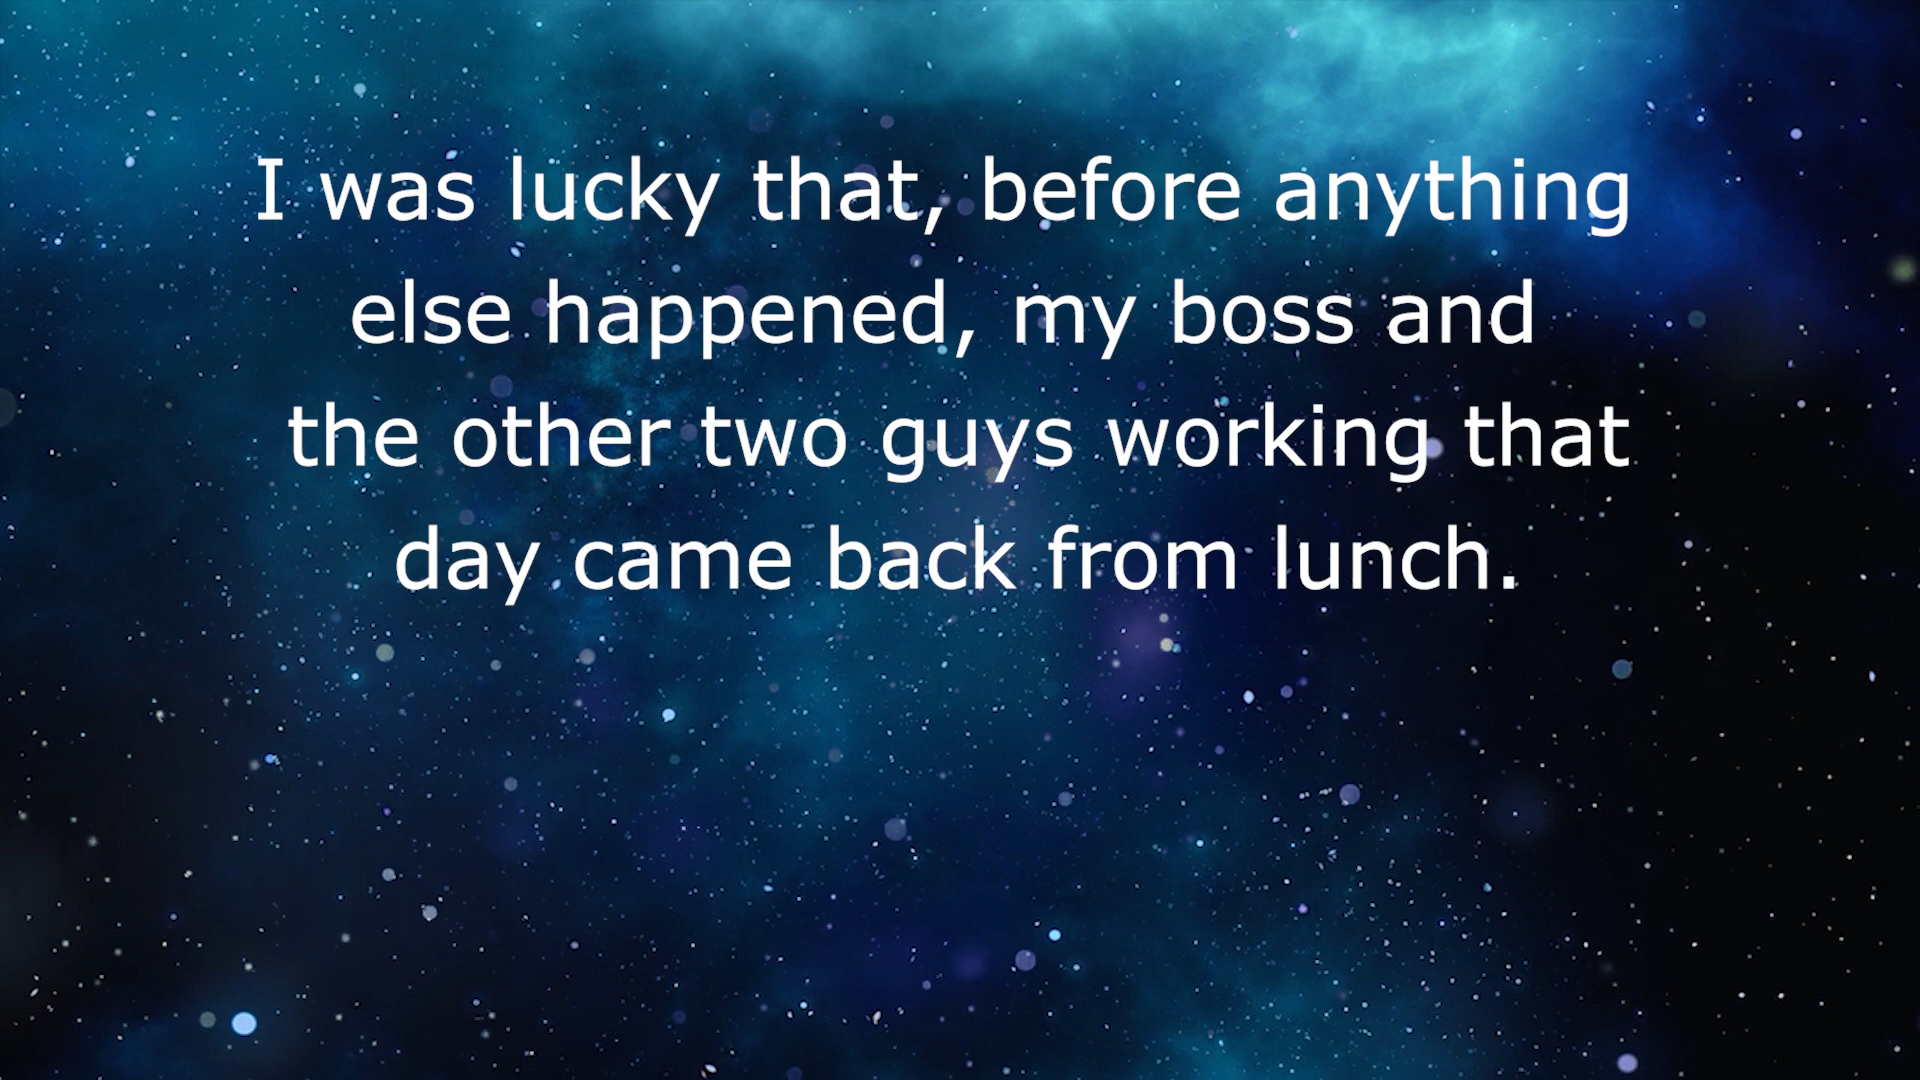 I was lucky that, before anything
else happened, my boss and
the other two guys working that
day came back from lunch.